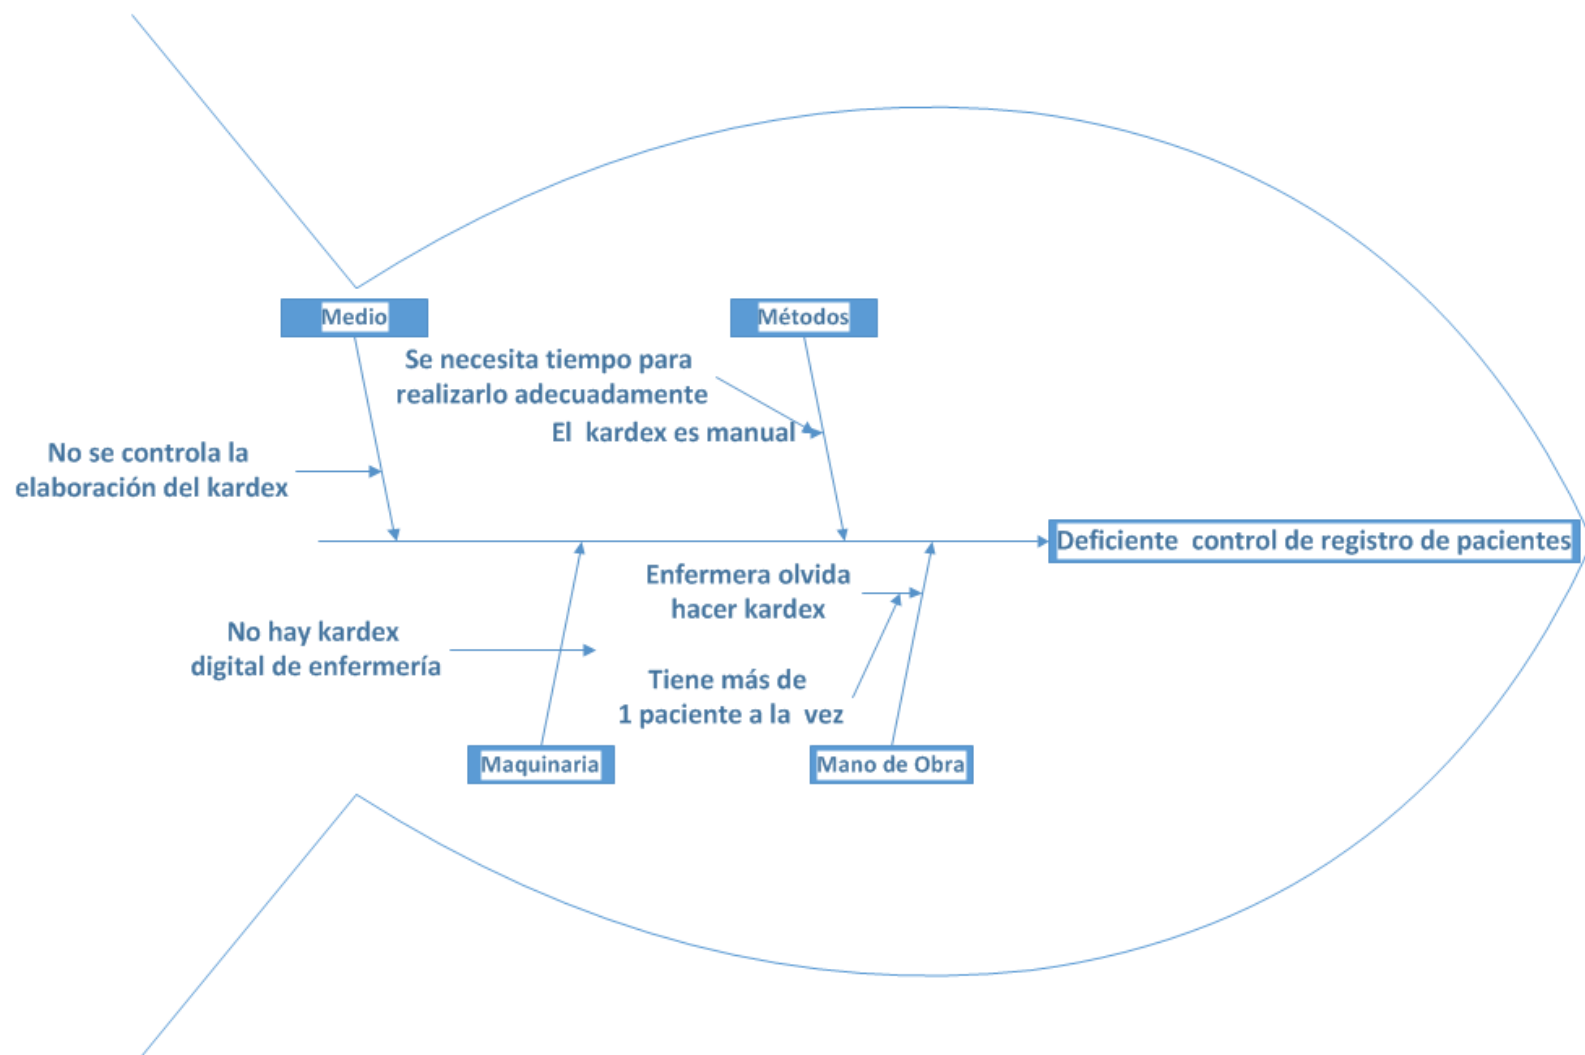 Medio
Métodos
Se necesita tiempo para
realizarlo adecuadamente
El kardex es manual
No se controla la
elaboración del kardex
Deficiente control de registro de pacientes
Enfermera olvida
hacer kardex
No hay kardex
digital de enfermería
Tiene más de
1 paciente a la vez
Maquinaria
Mano de Obra